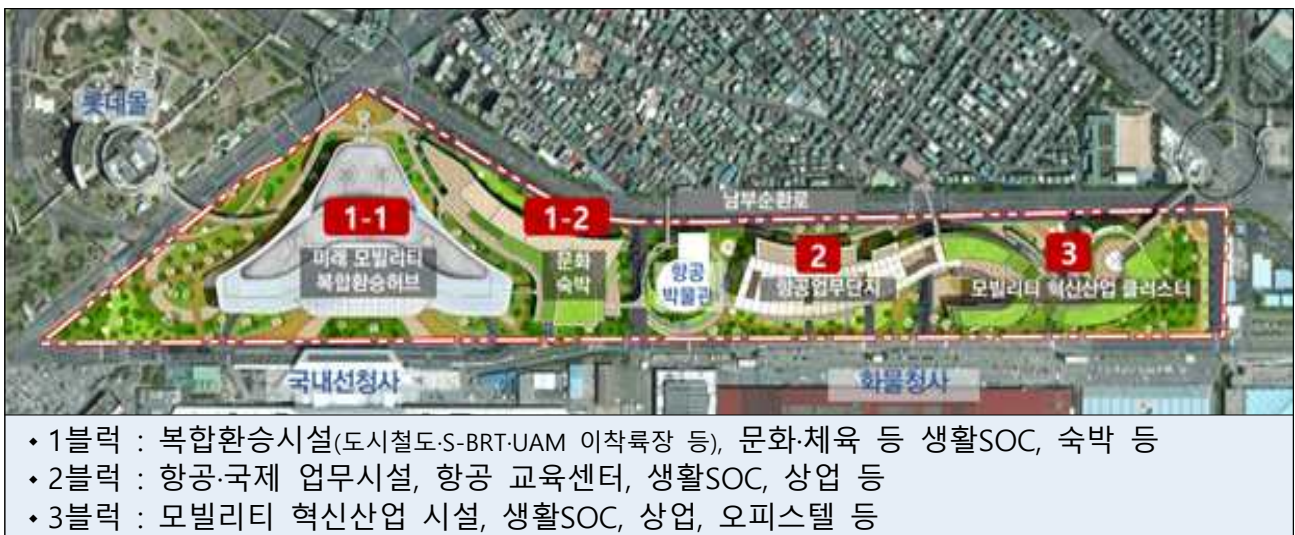 롯데몰
1-1
미래 모빌리티
복합환승허브
1-2
문화
숙박
남부순환로
항공
박물관
2
항공업무단지
3
모빌리티 혁신산업 클러스터
국내선청사
화물청사
⬩1블럭 : 복합환승시설(도시철도·S-BRT·UAM 이착륙장 등), 문화·체육 등 생활SOC, 숙박 등
⬩2블럭 : 항공·국제 업무시설, 항공 교육센터, 생활SOC, 상업 등
⬩3블럭 : 모빌리티 혁신산업 시설, 생활SOC, 상업, 오피스텔 등